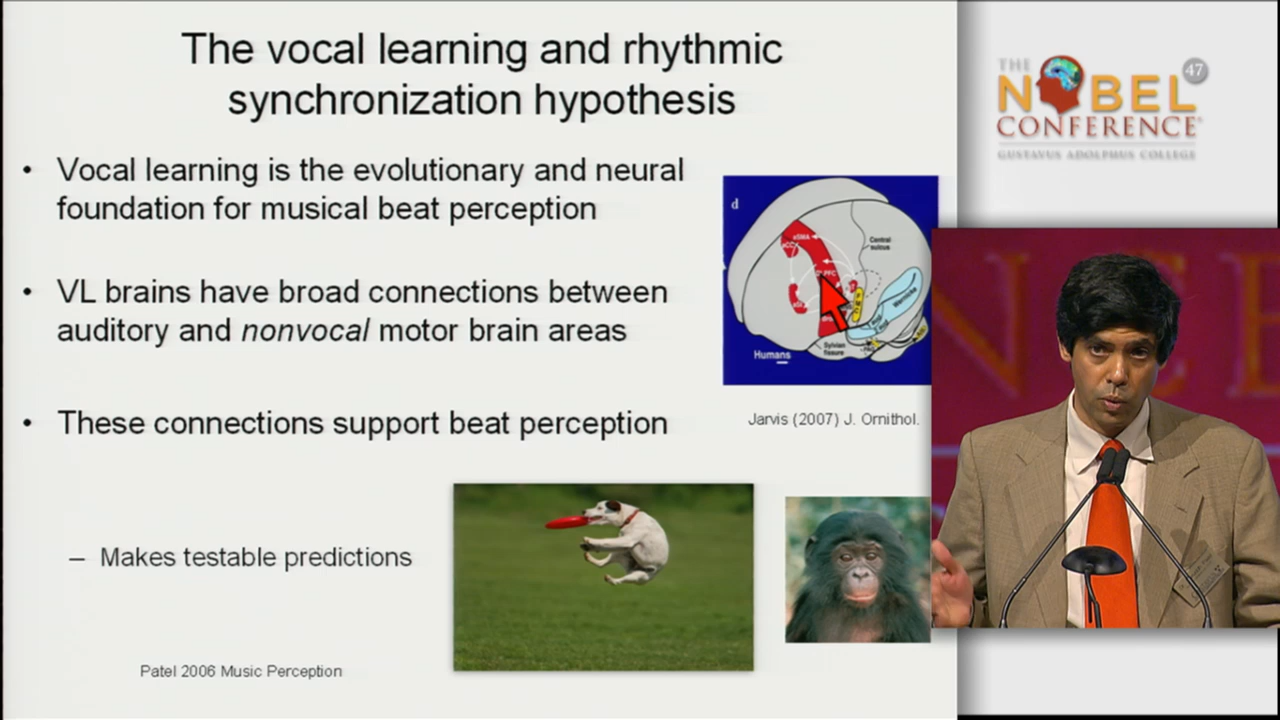 The vocal learning and rhythmic
synchronization hypothesis
• Vocal learning is the evolutionary and neural
foundation for musical beat perception
• VL brains have broad connections between
auditory and nonvocal motor brain areas
• These connections support beat perception
– Makes testable predictions
Patel 2006 Music Perception
d
Central
sulcus
Sylvian
fissure
Humans
Jarvis (2007) J. Ornithol.
THE
NOBEL 47
CONFERENCE
GUSTAVUS ADOLPHUS COLLEGE